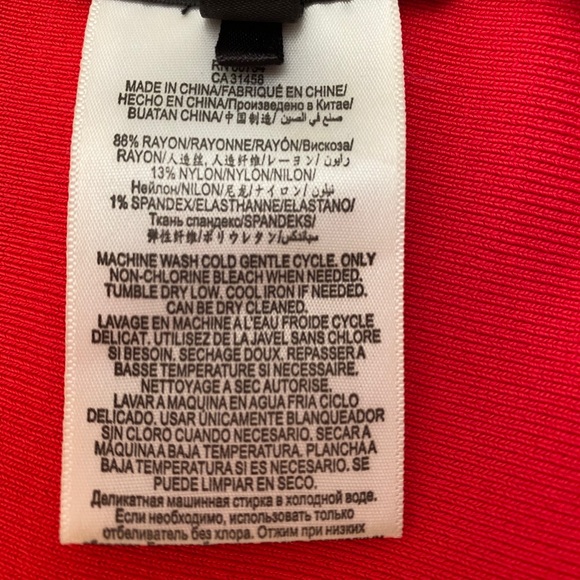 CA 31458
MADE IN CHINA/FABRIQUÉ EN CHINE/
HECHO EN CHINA/Произведено в Китае/
BUATAN CHINA/中国制造/ صنع في الصين/
86% RAYON/RAYONNE/RAYÓN/Вискоза/
RAYON/人造丝, 人造纤维/レーヨン/ رايون/
13% NYLON/NYLON/NILON/
Нейлон/NILON/尼龙/ナイロン/ نيلون/
1% SPANDEX/ELASTHANNE/ELASTANO/
Ткань спандекс/SPANDEKS/
弹性纤维/ポリウレタン/سباندكس
MACHINE WASH COLD GENTLE CYCLE. ONLY
NON-CHLORINE BLEACH WHEN NEEDED.
TUMBLE DRY LOW. COOL IRON IF NEEDED.
CAN BE DRY CLEANED.
LAVAGE EN MACHINE À L'EAU FROIDE CYCLE
DELICAT. UTILISEZ DE LA JAVEL SANS CHLORE
SI BESOIN. SECHAGE DOUX. REPASSER A
BASSE TEMPERATURE SI NECESSAIRE.
NETTOYAGE A SEC AUTORISE.
LAVAR A MAQUINA EN AGUA FRIA CICLO
DELICADO. USAR ÚNICAMENTE BLANQUEADOR
SIN CLORO CUANDO NECESARIO. SECAR A
MÁQUINA A BAJA TEMPERATURA. PLANCHA A
BAJA TEMPERATURA SI ES NECESARIO. SE
PUEDE LIMPIAR EN SECO.
Деликатная машинная стирка в холодной воде.
Если необходимо, использовать только
отбеливатель без хлора. Отжим при низких